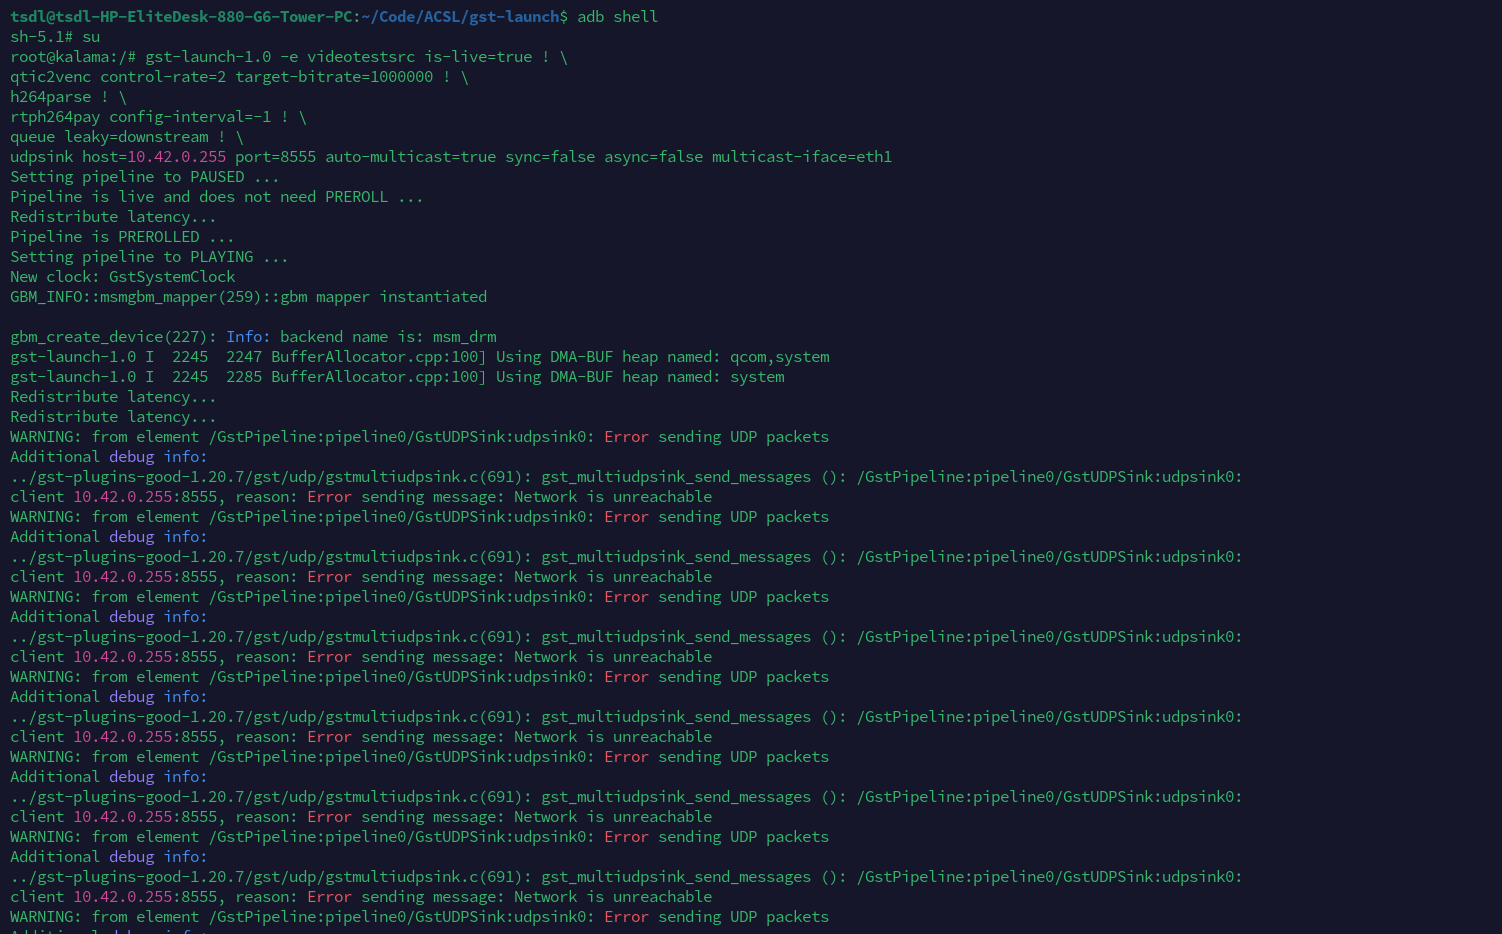 tsdl@tsdl-HP-EliteDesk-880-G6-Tower-PC:~/Code/ACSL/gst-launch$ adb shell
sh-5.1# su
root@kalama:/# gst-launch-1.0 -e videotestsrc is-live=true ! \
qtic2venc control-rate=2 target-bitrate=1000000 ! \
h264parse ! \
rtph264pay config-interval=-1 ! \
queue leaky=downstream ! \
udpsink host=10.42.0.255 port=8555 auto-multicast=true sync=false async=false multicast-iface=eth1
Setting pipeline to PAUSED ...
Pipeline is live and does not need PREROLL ...
Redistribute latency...
Pipeline is PREROLLED ...
Setting pipeline to PLAYING ...
New clock: GstSystemClock
GBM_INFO::msmgbm_mapper(259)::gbm mapper instantiated
gbm_create_device(227): Info: backend name is: msm_drm
gst-launch-1.0 I  2245  2247 BufferAllocator.cpp:100] Using DMA-BUF heap named: qcom,system
gst-launch-1.0 I  2245  2285 BufferAllocator.cpp:100] Using DMA-BUF heap named: system
Redistribute latency...
Redistribute latency...
WARNING: from element /GstPipeline:pipeline0/GstUDPSink:udpsink0: Error sending UDP packets
Additional debug info:
../gst-plugins-good-1.20.7/gst/udp/gstmultiudpsink.c(691): gst_multiudpsink_send_messages (): /GstPipeline:pipeline0/GstUDPSink:udpsink0:
client 10.42.0.255:8555, reason: Error sending message: Network is unreachable
WARNING: from element /GstPipeline:pipeline0/GstUDPSink:udpsink0: Error sending UDP packets
Additional debug info:
../gst-plugins-good-1.20.7/gst/udp/gstmultiudpsink.c(691): gst_multiudpsink_send_messages (): /GstPipeline:pipeline0/GstUDPSink:udpsink0:
client 10.42.0.255:8555, reason: Error sending message: Network is unreachable
WARNING: from element /GstPipeline:pipeline0/GstUDPSink:udpsink0: Error sending UDP packets
Additional debug info:
../gst-plugins-good-1.20.7/gst/udp/gstmultiudpsink.c(691): gst_multiudpsink_send_messages (): /GstPipeline:pipeline0/GstUDPSink:udpsink0:
client 10.42.0.255:8555, reason: Error sending message: Network is unreachable
WARNING: from element /GstPipeline:pipeline0/GstUDPSink:udpsink0: Error sending UDP packets
Additional debug info:
../gst-plugins-good-1.20.7/gst/udp/gstmultiudpsink.c(691): gst_multiudpsink_send_messages (): /GstPipeline:pipeline0/GstUDPSink:udpsink0:
client 10.42.0.255:8555, reason: Error sending message: Network is unreachable
WARNING: from element /GstPipeline:pipeline0/GstUDPSink:udpsink0: Error sending UDP packets
Additional debug info:
../gst-plugins-good-1.20.7/gst/udp/gstmultiudpsink.c(691): gst_multiudpsink_send_messages (): /GstPipeline:pipeline0/GstUDPSink:udpsink0:
client 10.42.0.255:8555, reason: Error sending message: Network is unreachable
WARNING: from element /GstPipeline:pipeline0/GstUDPSink:udpsink0: Error sending UDP packets
Additional debug info:
../gst-plugins-good-1.20.7/gst/udp/gstmultiudpsink.c(691): gst_multiudpsink_send_messages (): /GstPipeline:pipeline0/GstUDPSink:udpsink0:
client 10.42.0.255:8555, reason: Error sending message: Network is unreachable
WARNING: from element /GstPipeline:pipeline0/GstUDPSink:udpsink0: Error sending UDP packets